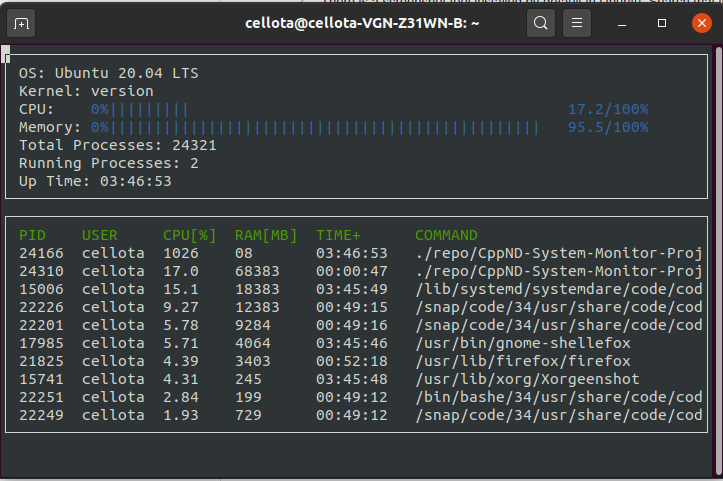 cellota@cellota-VGN-Z31WN-B: ~
OS: Ubuntu 20.04 LTS
Kernel: version
CPU: 0%||||||||| 17.2/100%
Memory: 0%|||||||||||||||||||||||||||||||||||||||||||||||| 95.5/100%
Total Processes: 24321
Running Processes: 2
Up Time: 03:46:53
PID USER CPU[%] RAM[MB] TIME+ COMMAND
24166 cellota 1026 08 03:46:53 ./repo/CppND-System-Monitor-Proj
24310 cellota 17.0 68383 00:00:47 ./repo/CppND-System-Monitor-Proj
15006 cellota 15.1 18383 03:45:49 /lib/systemd/systemdare/code/cod
22226 cellota 9.27 12383 00:49:15 /snap/code/34/usr/share/code/cod
22201 cellota 5.78 9284 00:49:16 /snap/code/34/usr/share/code/cod
17985 cellota 5.71 4064 03:45:46 /usr/bin/gnome-shellefox
21825 cellota 4.39 3403 00:52:18 /usr/lib/firefox/firefox
15741 cellota 4.31 245 03:45:48 /usr/lib/xorg/Xorgeenshot
22251 cellota 2.84 199 00:49:12 /bin/bashe/34/usr/share/code/cod
22249 cellota 1.93 729 00:49:12 /snap/code/34/usr/share/code/cod